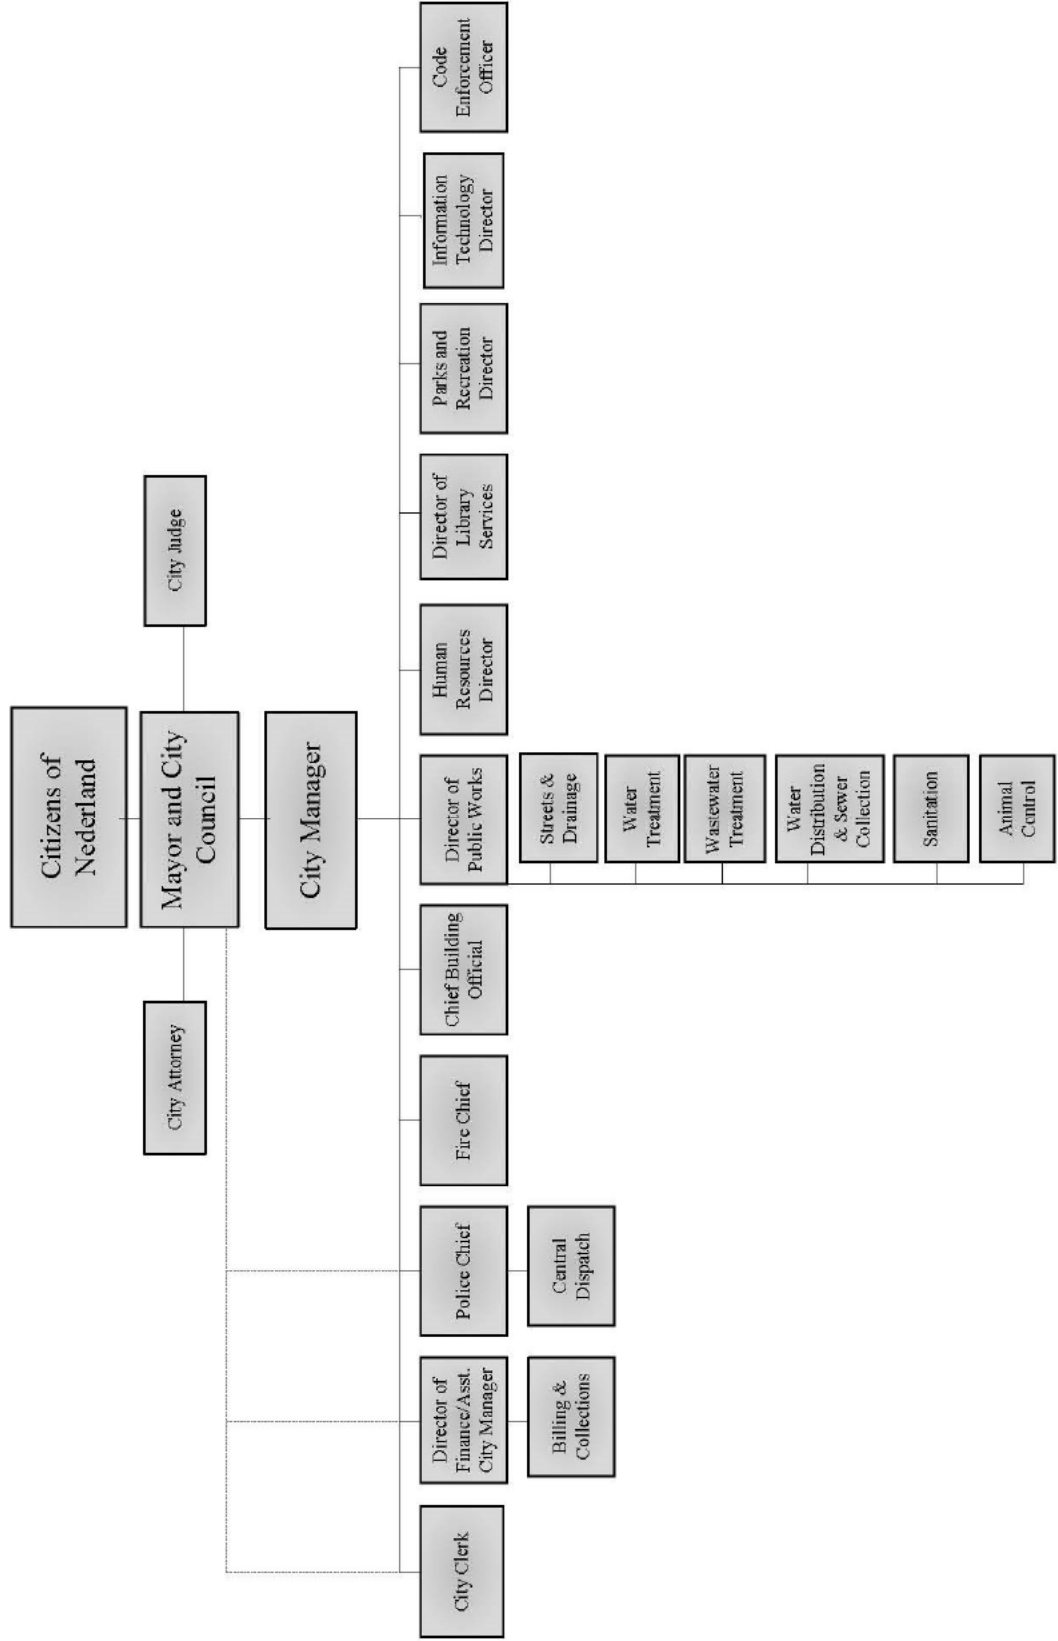 Citizens of
Nederland
City Attorney
Mayor and City
Council
City Judge
City Manager
City Clerk
Director of
Finance/Asst.
City Manager
Police Chief
Fire Chief
Chief Building
Official
Director of
Public Works
Human
Resources
Director
Director of
Library
Services
Parks and
Recreation
Director
Information
Technology
Director
Code
Enforcement
Officer
Billing &
Collections
Central
Dispatch
Streets &
Drainage
Water
Treatment
Wastewater
Treatment
Water
Distribution
& Sewer
Collection
Sanitation
Animal
Control